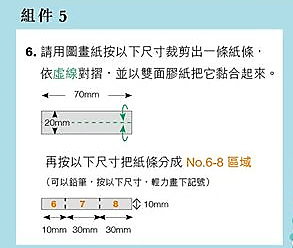 組件 5
6. 請用圖畫紙按以下尺寸裁剪出一條紙條，
依虛線對摺，並以雙面膠紙把它黏合起來。
70mm
20mm
再按以下尺寸把紙條分成 No.6-8 區域
（可以鉛筆，按以下尺寸，輕力畫下記號）
6 7 8 10mm
10mm 30mm 30mm